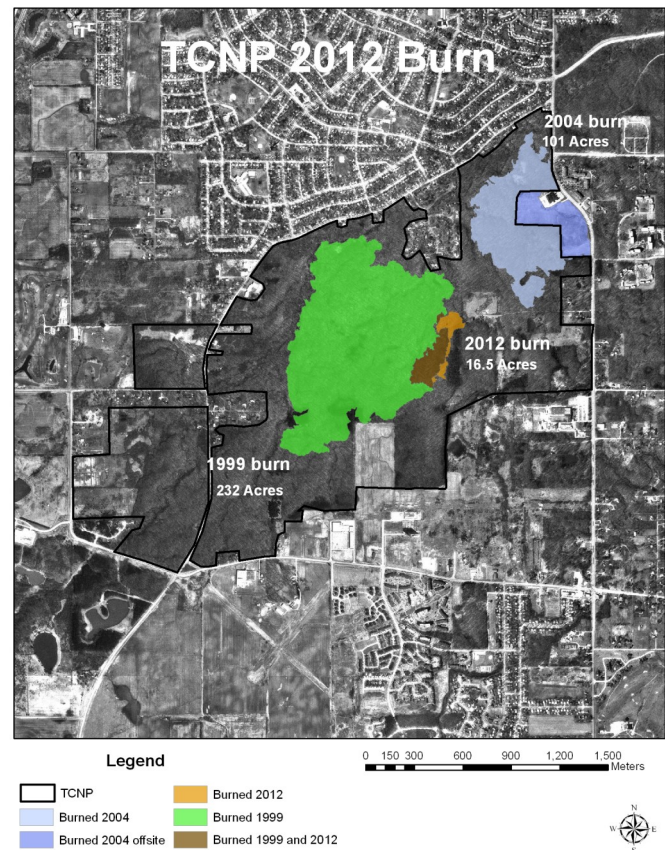 TCNP 2012 Burn
2004 burn
101 Acres
2012 burn
16.5 Acres
1999 burn
232 Acres
Legend
TCNP
Burned 2004
Burned 2004 offsite
Burned 2012
Burned 1999
Burned 1999 and 2012
0 150 300 600 900 1,200 1,500
Meters
N
W E
S